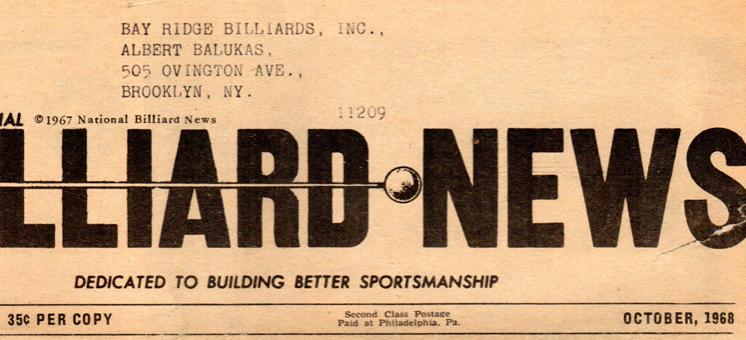 BAY RIDGE BILLIARDS, INC.,
ALBERT BALUKAS,
505 OVINGTON AVE.,
BROOKLYN, NY.
11209
IAL ©1967 National Billiard News
LLIARD NEWS
DEDICATED TO BUILDING BETTER SPORTSMANSHIP
35¢ PER COPY
Second Class Postage
Paid at Philadelphia, Pa.
OCTOBER, 1968